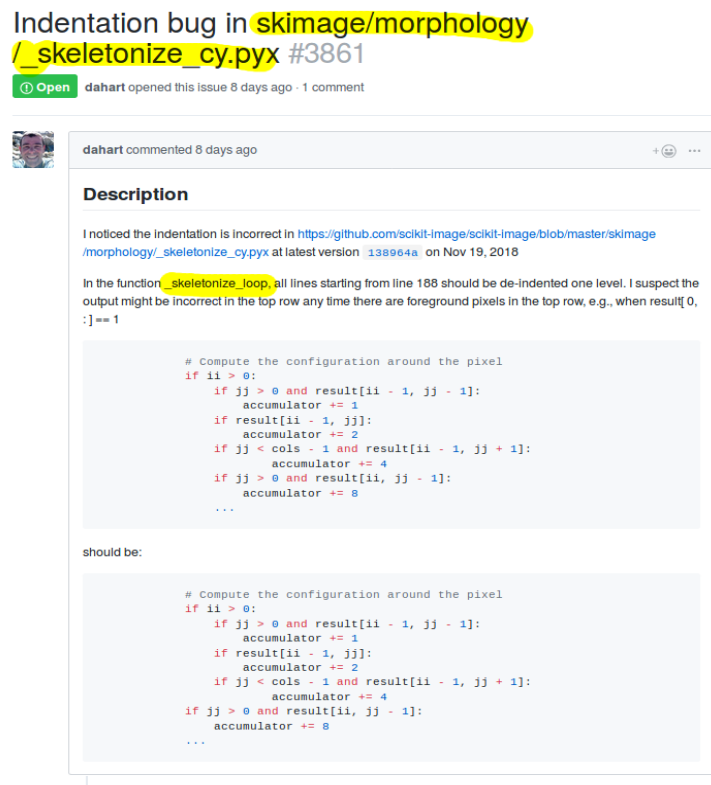 Indentation bug in skimage/morphology
/_skeletonize_cy.pyx #3861
Open dahart opened this issue 8 days ago · 1 comment
dahart commented 8 days ago
Description
I noticed the indentation is incorrect in https://github.com/scikit-image/scikit-image/blob/master/skimage
/morphology/_skeletonize_cy.pyx at latest version 138964a on Nov 19, 2018
In the function _skeletonize_loop, all lines starting from line 188 should be de-indented one level. I suspect the
output might be incorrect in the top row any time there are foreground pixels in the top row, e.g., when result[ 0,
: ] == 1
# Compute the configuration around the pixel
if ii > 0:
if jj > 0 and result[ii - 1, jj - 1]:
accumulator += 1
if result[ii - 1, jj]:
accumulator += 2
if jj < cols - 1 and result[ii - 1, jj + 1]:
accumulator += 4
if jj > 0 and result[ii, jj - 1]:
accumulator += 8
...
should be:
# Compute the configuration around the pixel
if ii > 0:
if jj > 0 and result[ii - 1, jj - 1]:
accumulator += 1
if result[ii - 1, jj]:
accumulator += 2
if jj < cols - 1 and result[ii - 1, jj + 1]:
accumulator += 4
if jj > 0 and result[ii, jj - 1]:
accumulator += 8
...